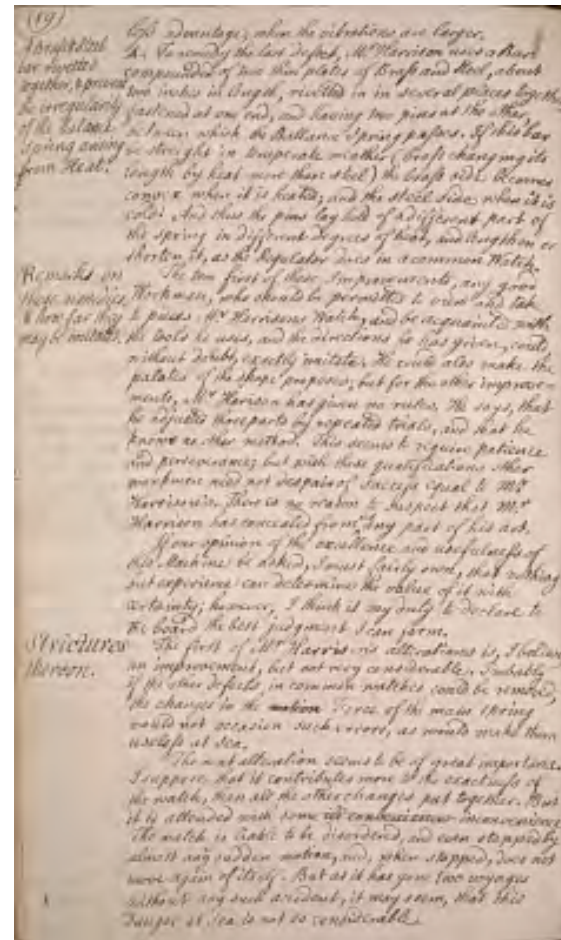 (19)
A brass & steel
bar rivetted
together, to prevent
the irregularity
of the Balance
Spring arising
from Heat.
less advantage, when the vibrations are larger.
4. To remedy the last defect, Mr Harrison uses a Bar
compounded of two thin plates of Brass and Steel, about
two inches in length, rivetted in several places together
fastened at one end, and having two pins at the other,
between which the Ballance Spring passes. If this bar
be streight in temperate weather (brass changing its
length by heat more than steel) the brass side becomes
convex when it is heated, and the steel side when it is
cold: And thus the pins lay hold of a different part of
the spring in different degrees of heat, and lengthen or
shorten it, as the Regulator does in a common Watch.
Remarks on
these remedies,
& how far they
may be imitated.
The two first of these Improvements, any good
Workman, who should be permitted to view and take
to pieces Mr Harrisons Watch, and be acquainted with
the tools he uses, and the directions he has given, could
without doubt, exactly imitate. He could also make the
palates of the shape proposed, but for the other improve-
ments, Mr Harrison has given no rules, He says, that
he adjusted those parts by repeated trials, and that he
knows no other method. This seems to require patience
and perseverance; but with these qualifications other
workmen need not despair of success equal to Mr
Harrison's. There is no reason to suspect that Mr
Harrison has concealed from any part of his art.
If our opinion of the excellence and usefulness of
this Machine be asked, I must fairly own, that nothing
but experience can determine the value of it with
certainty; however, I think it my duty to declare to
the board the best judgment I can form.
Strictures
thereon.
The first of Mr Harrisons alterations is, I believe
an improvement, but not very considerable. Probably
if the other defects, in common watches could be removed,
the changes in the motion Force of the main spring
would not occasion such errors, as would make them
useless at Sea.
The next alteration seems to be of great importance.
I suppose, that it contributes more to the exactness of
the watch, than all the other changes put together. But
it is attended with some inconvenience.
The watch is liable to be disordered, and even stopped by
almost any sudden motion, and, when stopped, does not
move again of itself. But as it has gone two voyages
without any such accident, it may seem, that this
danger at Sea is not so considerable.